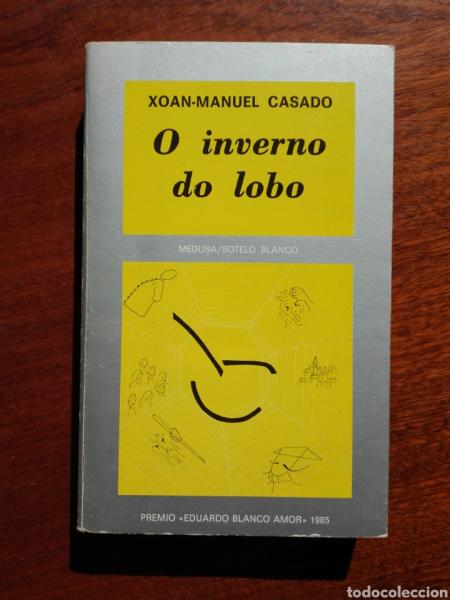 XOAN-MANUEL CASADO
O inverno
do lobo
MEDUSA/SOTELO BLANCO
PREMIO «EDUARDO BLANCO AMOR» 1985
todocoleccion